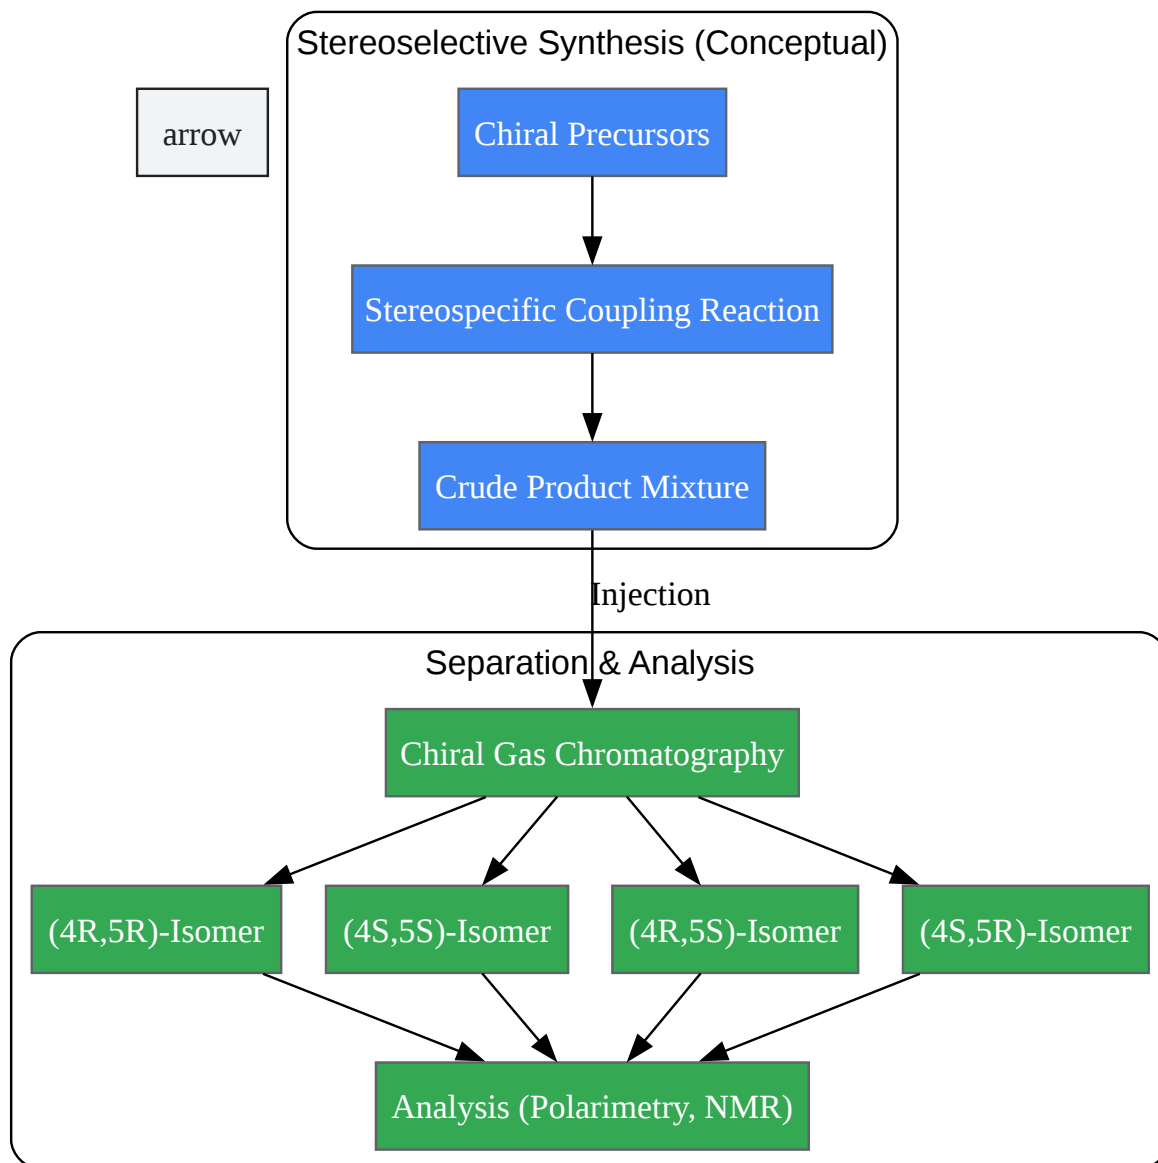 Stereoselective Synthesis (Conceptual)
arrow
Chiral Precursors
Stereospecific Coupling Reaction
Crude Product Mixture
Injection
Separation & Analysis
Chiral Gas Chromatography
(4R,5R)-Isomer
(4S,5S)-Isomer
(4R,5S)-Isomer
(4S,5R)-Isomer
Analysis (Polarimetry, NMR)